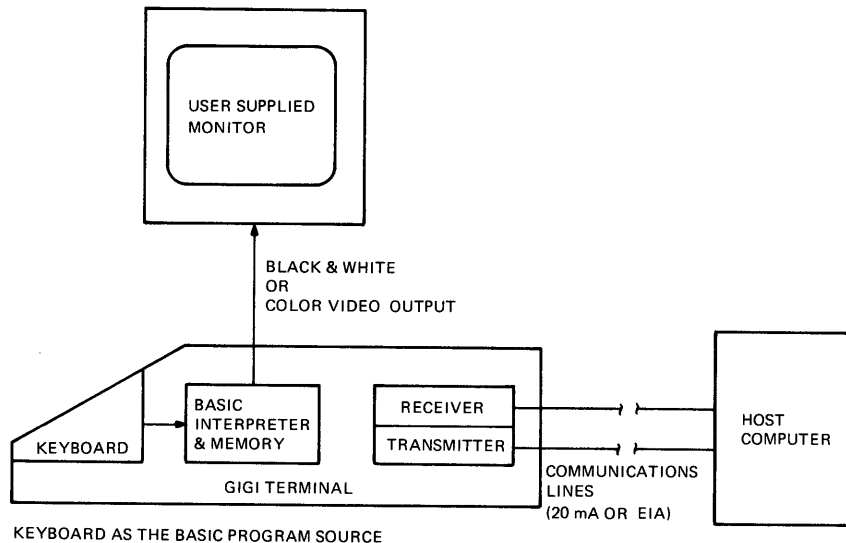 USER SUPPLIED
MONITOR
BLACK & WHITE
OR
COLOR VIDEO OUTPUT
KEYBOARD
BASIC
INTERPRETER
& MEMORY
RECEIVER
TRANSMITTER
GIGI TERMINAL
HOST
COMPUTER
COMMUNICATIONS
LINES
(20 mA OR EIA)
KEYBOARD AS THE BASIC PROGRAM SOURCE